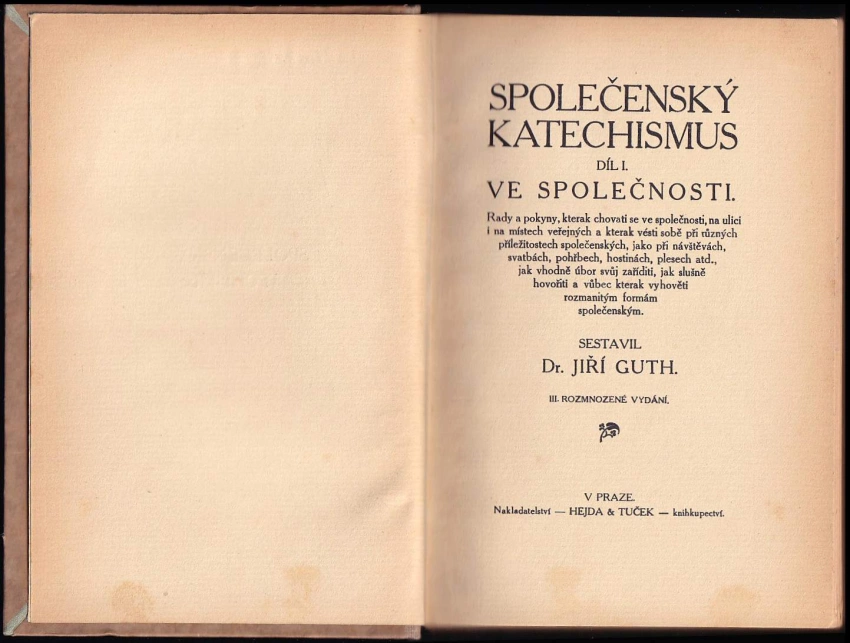 SPOLEČENSKÝ
KATECHISMUS
DÍL I.
VE SPOLEČNOSTI.
Rady a pokyny, kterak chovati se ve společnosti, na ulici
i na místech veřejných a kterak vésti sobě při různých
příležitostech společenských, jako při návštěvách,
svatbách, pohřbech, hostinách, plesech atd.,
jak vhodně úbor svůj zaříditi, jak slušně
hovořiti a vůbec kterak vyhověti
rozmanitým formám
společenským.
SESTAVIL
Dr. JIŘÍ GUTH.
III. ROZMNOZENÉ VYDÁNÍ.
V PRAZE.
Nakladatelství — HEJDA & TUČEK — knihkupectví.